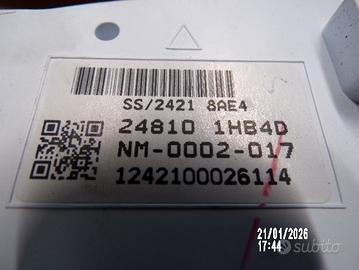 SS/2421 8AE4
24810 1HB4D
NM-0002-017
1242100026114
21/01/2026
17:44
subito